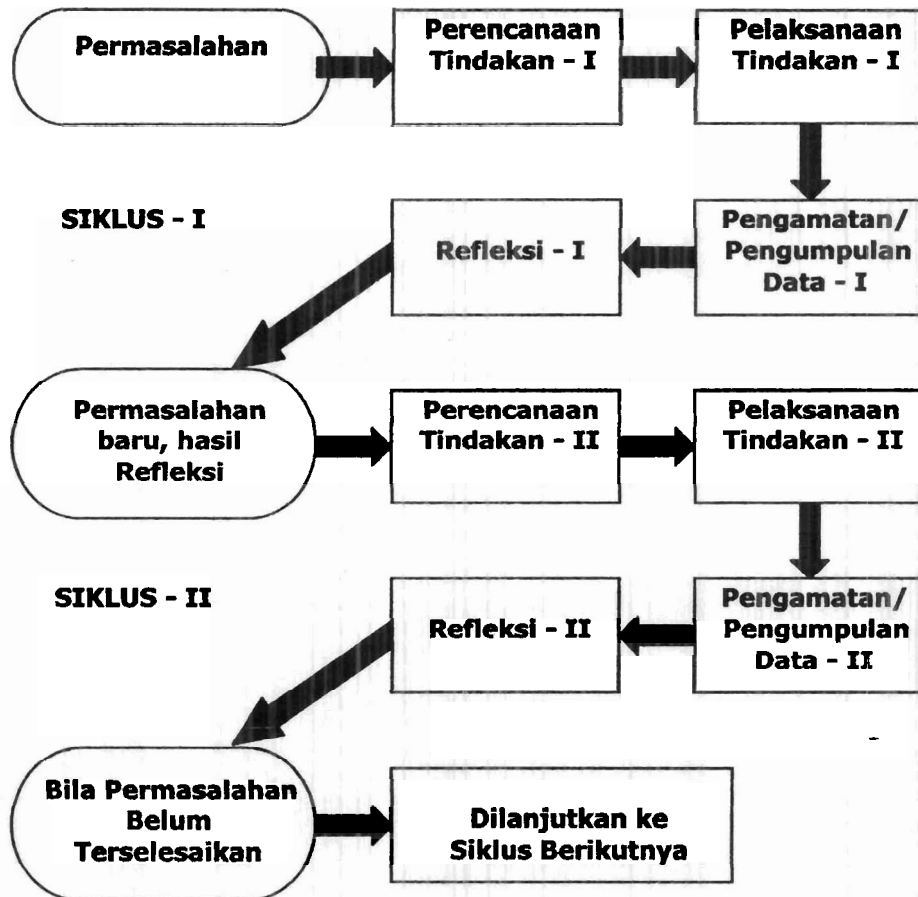 Permasalahan
Perencanaan
Tindakan - I
Pelaksanaan
Tindakan - I
SIKLUS - I
Refleksi - I
Pengamatan/
Pengumpulan
Data - I
Permasalahan
baru, hasil
Refleksi
Perencanaan
Tindakan - II
Pelaksanaan
Tindakan - II
SIKLUS - II
Refleksi - II
Pengamatan/
Pengumpulan
Data - II
Bila Permasalahan
Belum
Terselesaikan
Dilanjutkan ke
Siklus Berikutnya